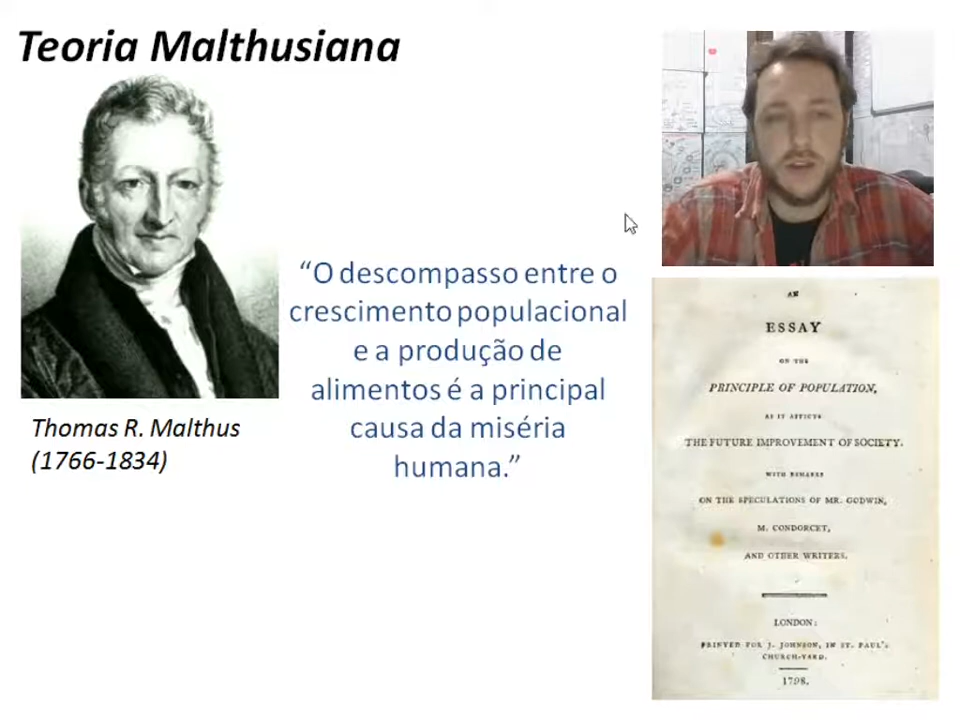 Teoria Malthusiana
“O descompasso entre o
crescimento populacional
e a produção de
alimentos é a principal
causa da miséria
humana.”
Thomas R. Malthus
(1766-1834)
AN
ESSAY
ON THE
PRINCIPLE OF POPULATION,
AS IT AFFECTS
THE FUTURE IMPROVEMENT OF SOCIETY.
WITH REMARKS
ON THE SPECULATIONS OF MR. GODWIN,
M. CONDORCET,
AND OTHER WRITERS.
LONDON:
PRINTED FOR J. JOHNSON, IN ST. PAUL'S
CHURCH-YARD.
1798.